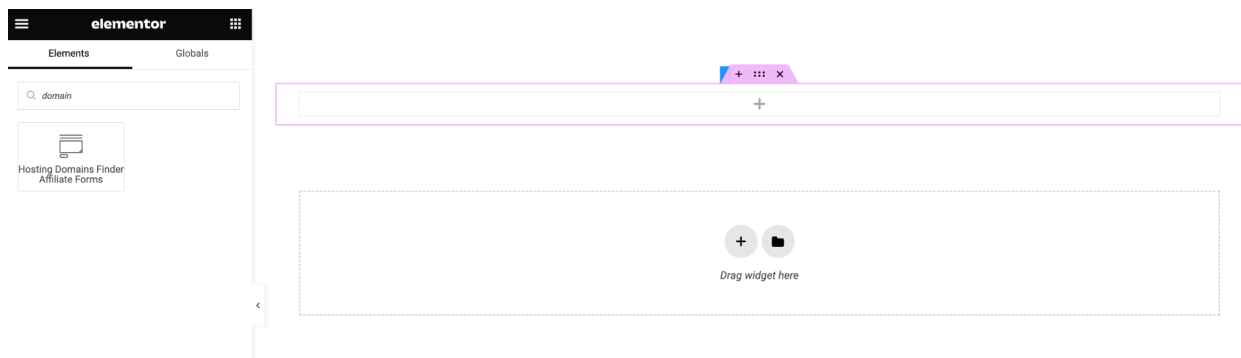 elementor
Elements
Globals
domain
Hosting Domains Finder
Affiliate Forms
Drag widget here